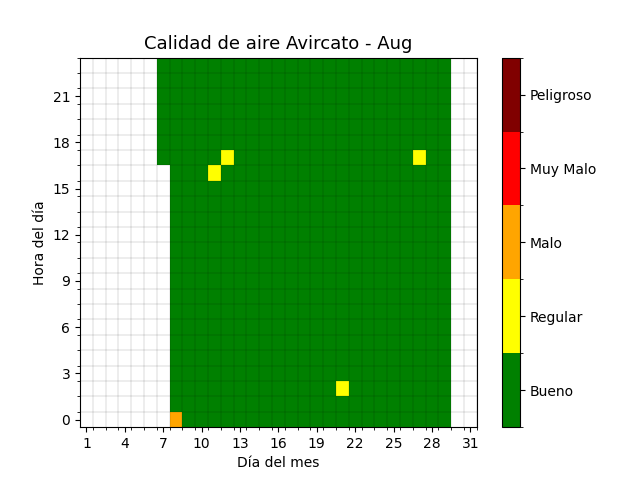 Calidad de aire Avircato - Aug
Hora del día
21
18
15
12
9
6
3
0
1 4 7 10 13 16 19 22 25 28 31
Día del mes
Peligroso
Muy Malo
Malo
Regular
Bueno